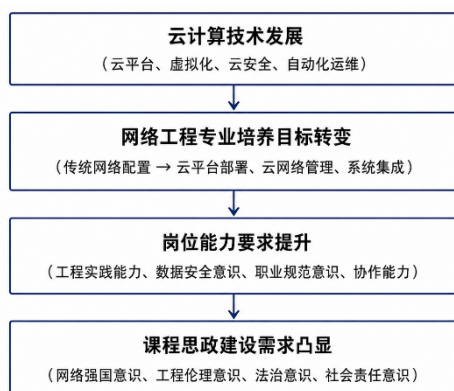 云计算技术发展
（云平台、虚拟化、云安全、自动化运维）
网络工程专业培养目标转变
（传统网络配置 → 云平台部署、云网络管理、系统集成）
岗位能力要求提升
（工程实践能力、数据安全意识、职业规范意识、协作能力）
课程思政建设需求凸显
（网络强国意识、工程伦理意识、法治意识、社会责任意识）